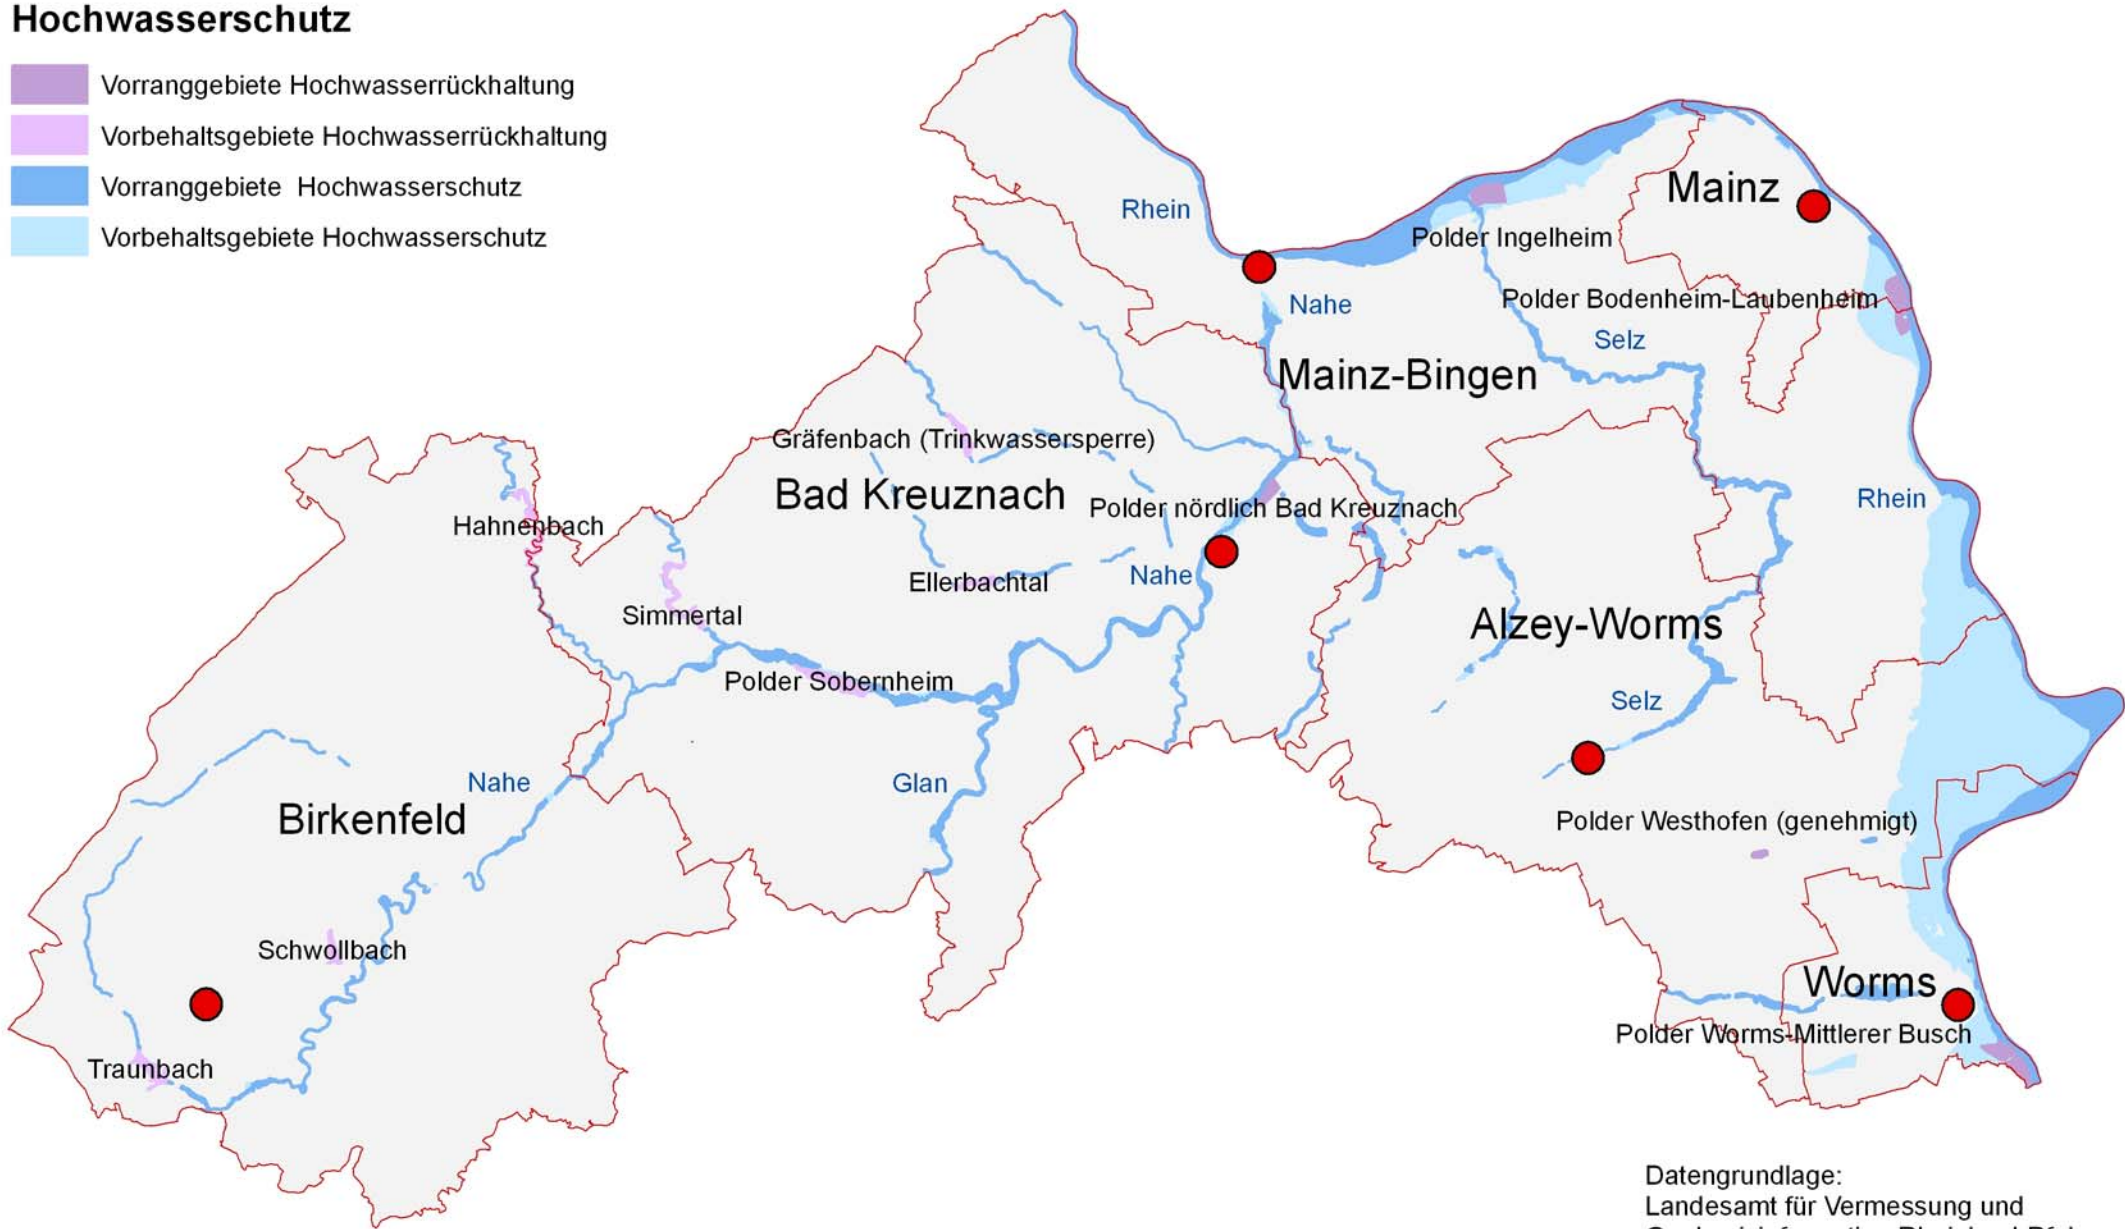 Hochwasserschutz
Vorranggebiete Hochwasserrückhaltung
Vorbehaltsgebiete Hochwasserrückhaltung
Vorranggebiete Hochwasserschutz
Vorbehaltsgebiete Hochwasserschutz
Mainz
Rhein
Polder Ingelheim
Nahe
Polder Bodenheim-Laubenheim
Selz
Mainz-Bingen
Gräfenbach (Trinkwassersperre)
Bad Kreuznach
Polder nördlich Bad Kreuznach
Rhein
Hahnenbach
Ellerbachtal
Nahe
Simmertal
Alzey-Worms
Polder Sobernheim
Selz
Nahe
Glan
Birkenfeld
Polder Westhofen (genehmigt)
Schwollbach
Worms
Polder Worms-Mittlerer Busch
Traunbach
Datengrundlage:
Landesamt für Vermessung und